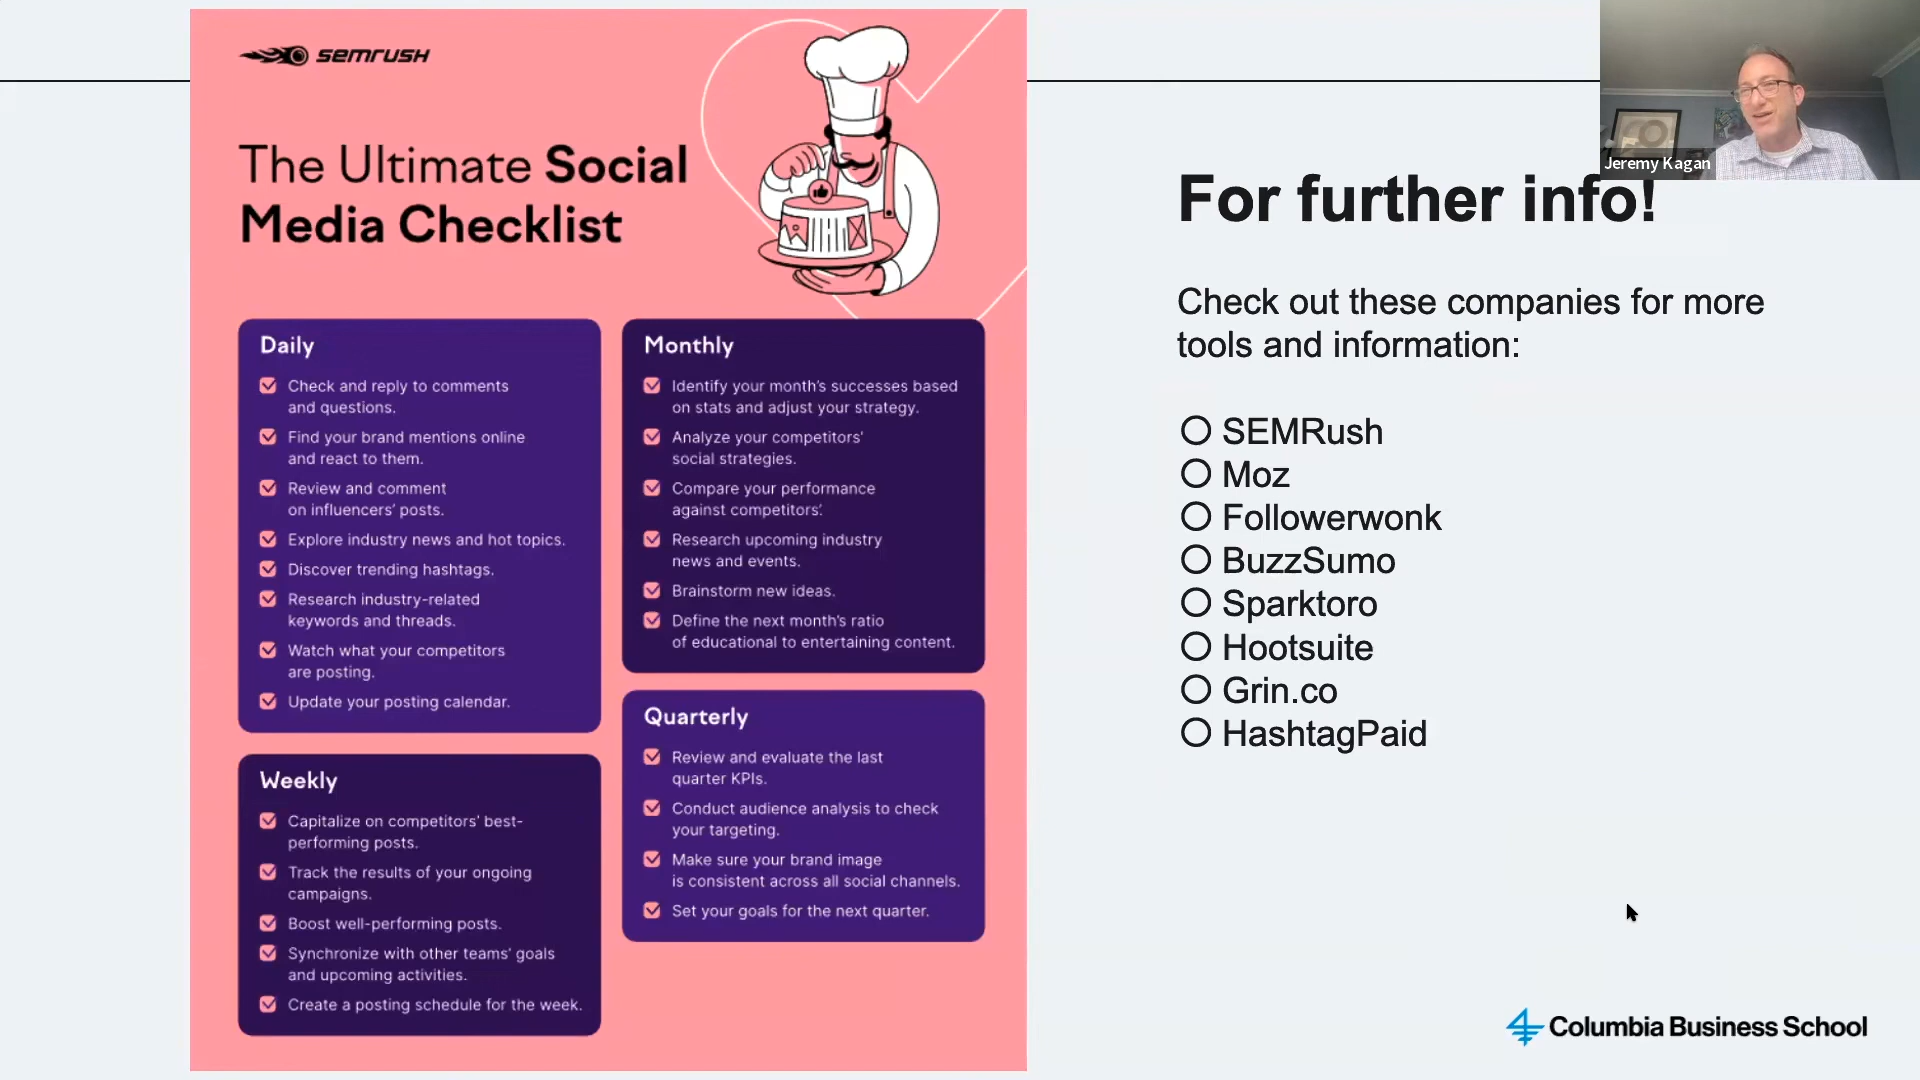 semrush
The Ultimate Social
Media Checklist
Daily
Check and reply to comments
and questions.
Find your brand mentions online
and react to them.
Review and comment
on influencers' posts.
Explore industry news and hot topics.
Discover trending hashtags.
Research industry-related
keywords and threads.
Watch what your competitors
are posting.
Update your posting calendar.
Weekly
Capitalize on competitors' best-
performing posts.
Track the results of your ongoing
campaigns.
Boost well-performing posts.
Synchronize with other teams' goals
and upcoming activities.
Create a posting schedule for the week.
Monthly
Identify your month's successes based
on stats and adjust your strategy.
Analyze your competitors'
social strategies.
Compare your performance
against competitors'.
Research upcoming industry
news and events.
Brainstorm new ideas.
Define the next month's ratio
of educational to entertaining content.
Quarterly
Review and evaluate the last
quarter KPIs.
Conduct audience analysis to check
your targeting.
Make sure your brand image
is consistent across all social channels.
Set your goals for the next quarter.
Jeremy Kagan
For further info!
Check out these companies for more
tools and information:
SEMRush
Moz
Followerwonk
BuzzSumo
Sparktoro
Hootsuite
Grin.co
HashtagPaid
Columbia Business School